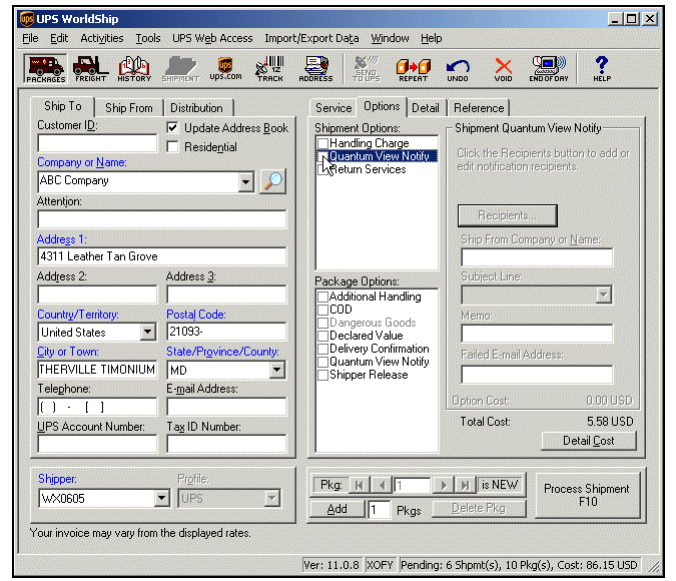 UPS WorldShip
File Edit Activities Tools UPS Web Access Import/Export Data Window Help
PACKAGES FREIGHT HISTORY SHIPMENT ups.com TRACK ADDRESS SEND TO UPS REPEAT UNDO VOID END OF DAY HELP
Ship To Ship From Distribution
Customer ID:
Update Address Book
Residential
Company or Name:
ABC Company
Attention:
Address 1:
4311 Leather Tan Grove
Address 2: Address 3:
Country/Territory: Postal Code:
United States 21093-
City or Town: State/Province/County:
THERVILLE TIMONIUM MD
Telephone: E-mail Address:
( ) - [ ]
UPS Account Number: Tax ID Number:
Shipper: Profile:
WX0605 UPS
Your invoice may vary from the displayed rates.
Service Options Detail Reference
Shipment Options:
Handling Charge
Quantum View Notify
Return Services
Package Options:
Additional Handling
COD
Dangerous Goods
Declared Value
Delivery Confirmation
Quantum View Notify
Shipper Release
Shipment Quantum View Notify
Click the Recipients button to add or
edit notification recipients.
Recipients...
Ship From Company or Name:
Subject Line:
Memo:
Failed E-mail Address:
Option Cost: 0.00 USD
Total Cost: 5.58 USD
Detail Cost
Pkg: 1 is NEW
Add 1 Pkgs Delete Pkg
Process Shipment
F10
Ver: 11.0.8 XOFY Pending: 6 Shpmt(s), 10 Pkg(s), Cost: 86.15 USD